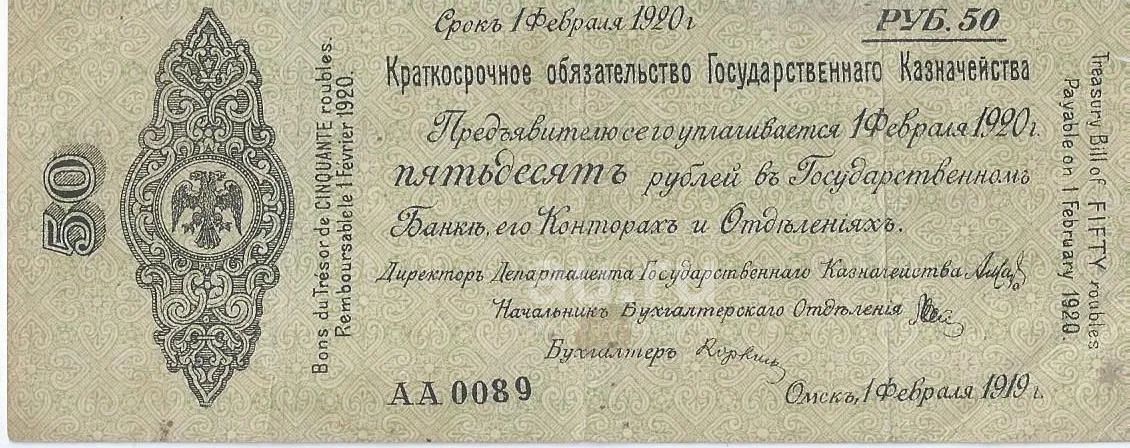 Срокъ 1 Февраля 1920 г
РУБ. 50
Краткосрочное обязательство Государственнаго Казначейства
Предъявителю сего уплачивается 1 Февраля 1920 г.
пятьдесятъ рублей въ Государственномъ
Банкѣ, его Конторахъ и Отдѣленіяхъ.
Директоръ Департамента Государственнаго Казначейства
Начальникъ Бухгалтерскаго Отдѣленія
Бухгалтеръ
АА 0089
Омскъ, 1 Февраля 1919 г.
50
Bons du Trésor de CINQUANTE roubles.
Remboursable le 1 Février 1920.
Treasury Bill of FIFTY roubles
Payable on 1 February 1920.